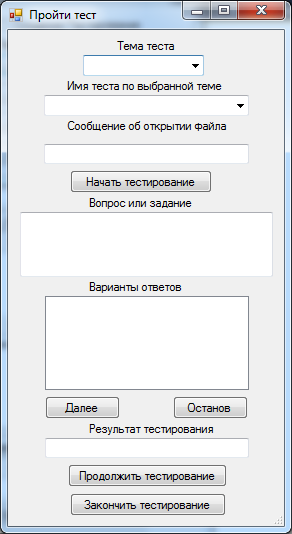 Пройти тест
Тема теста
Имя теста по выбранной теме
Сообщение об открытии файла
Начать тестирование
Вопрос или задание
Варианты ответов
Далее
Останов
Результат тестирования
Продолжить тестирование
Закончить тестирование